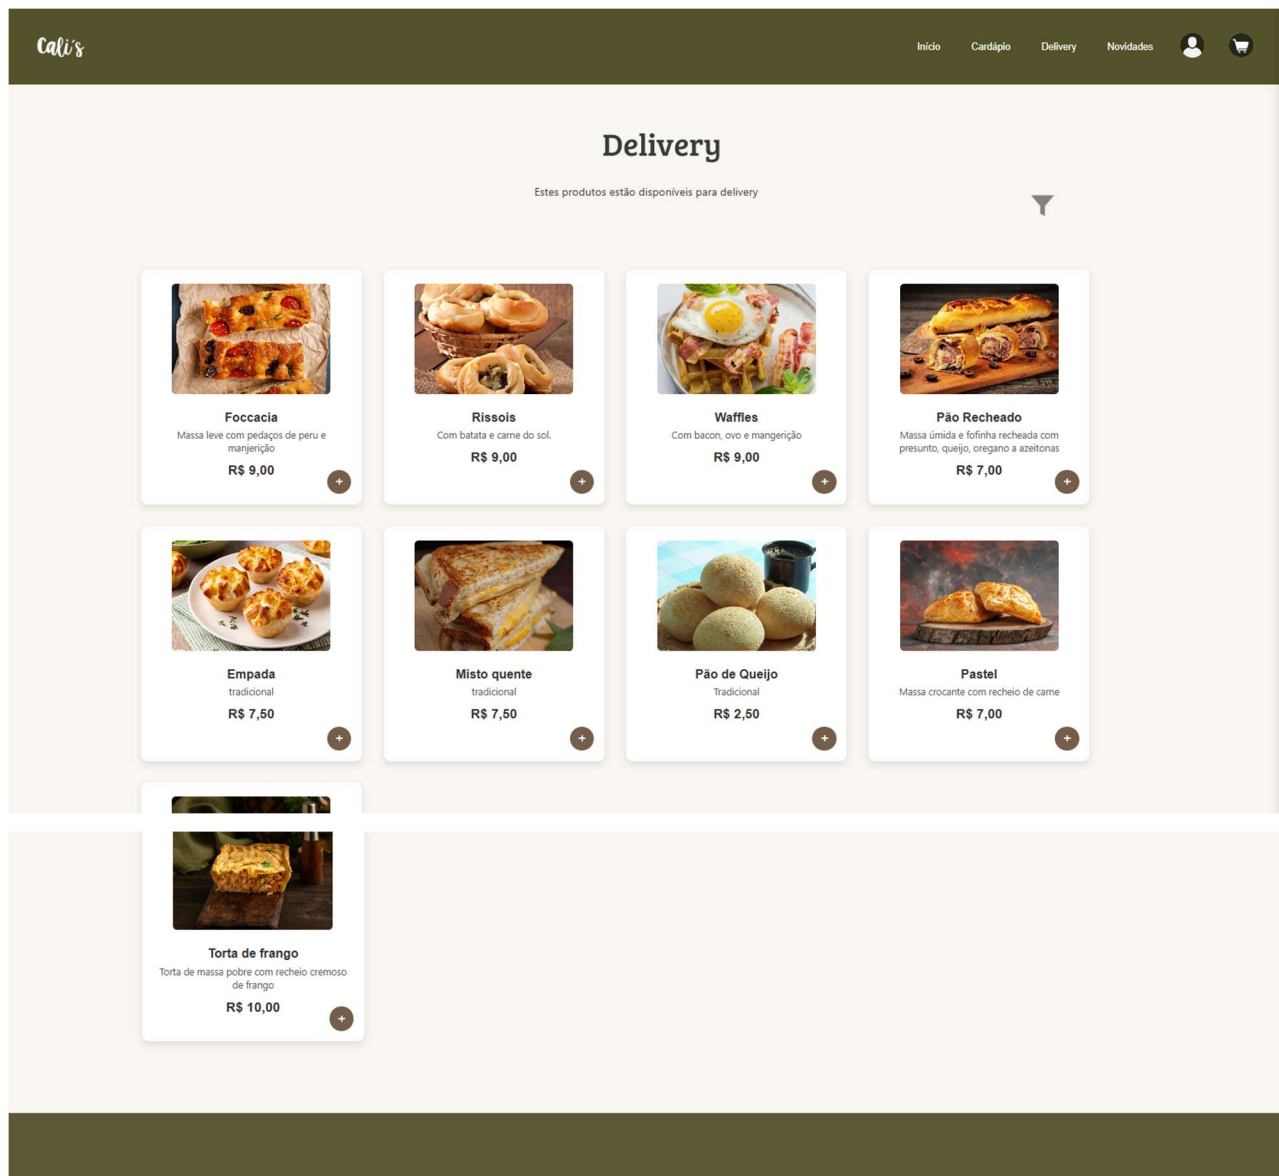 Cali's
Início Cardápio Delivery Novidades
Delivery
Estes produtos estão disponíveis para delivery
Foccacia
Massa leve com pedaços de peru e
manjerição
R$ 9,00
+
Rissois
Com batata e carne do sol.
R$ 9,00
+
Waffles
Com bacon, ovo e mangerição
R$ 9,00
+
Pão Recheado
Massa úmida e fofinha recheada com
presunto, queijo, oregano a azeitonas
R$ 7,00
+
Empada
tradicional
R$ 7,50
+
Misto quente
tradicional
R$ 7,50
+
Pão de Queijo
Tradicional
R$ 2,50
+
Pastel
Massa crocante com recheio de carne
R$ 7,00
+
Torta de frango
Torta de massa pobre com recheio cremoso
de frango
R$ 10,00
+